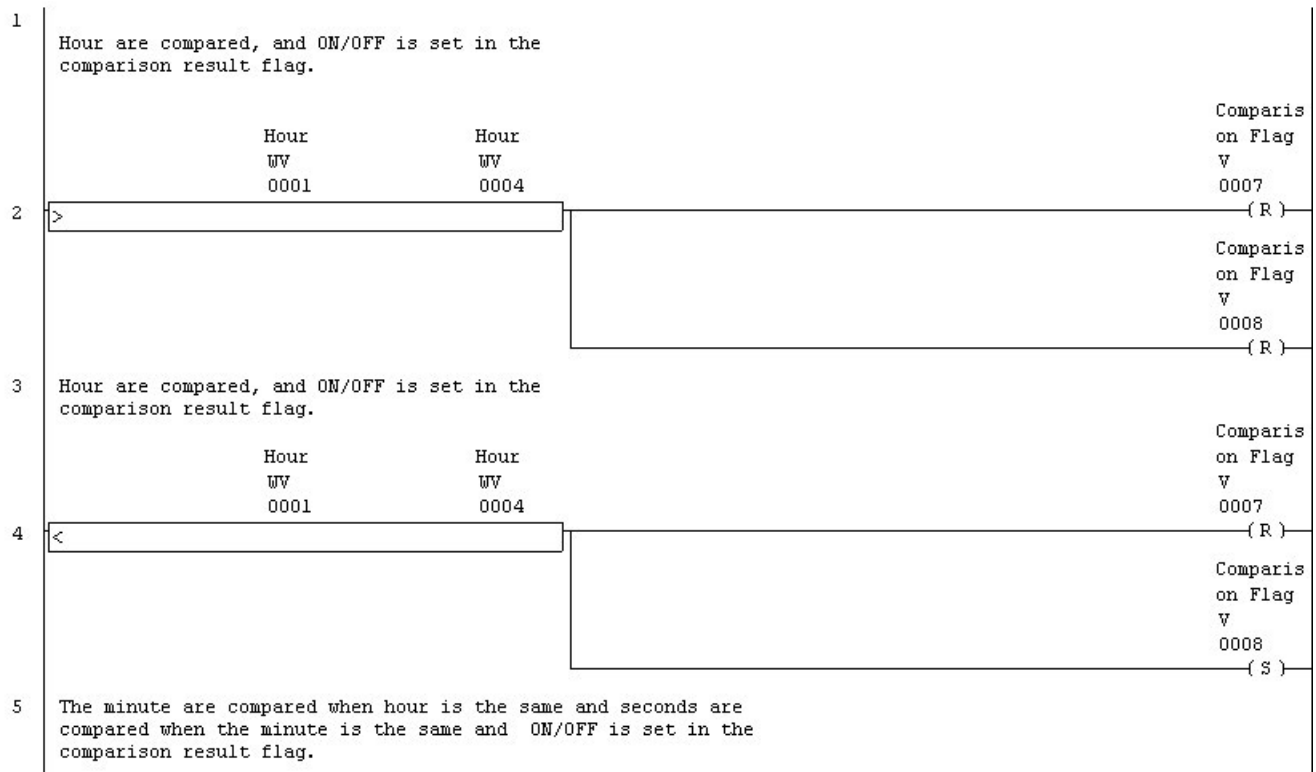 1
Hour are compared, and ON/OFF is set in the
comparison result flag.
Comparis
Hour Hour on Flag
WV WV V
0001 0004 0007
2 > ( R )
Comparis
on Flag
V
0008
( R )
3 Hour are compared, and ON/OFF is set in the
comparison result flag.
Comparis
Hour Hour on Flag
WV WV V
0001 0004 0007
4 < ( R )
Comparis
on Flag
V
0008
( S )
5 The minute are compared when hour is the same and seconds are
compared when the minute is the same and ON/OFF is set in the
comparison result flag.